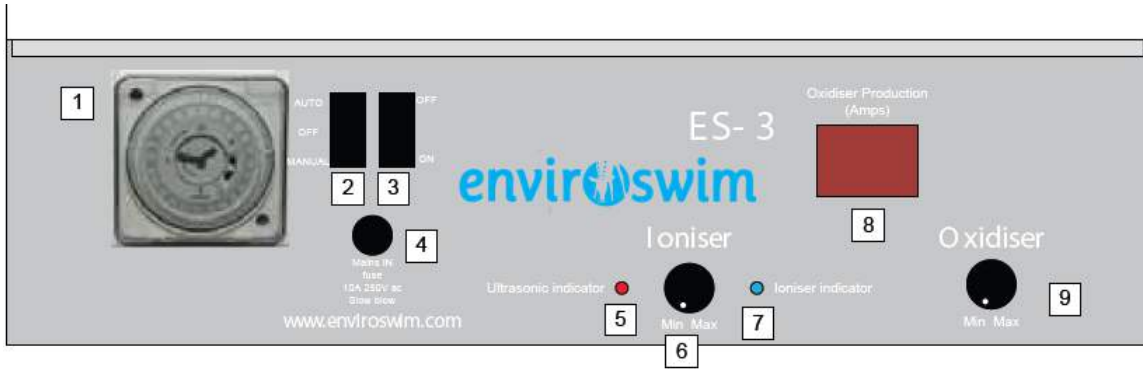 1
AUTO
OFF
MANUAL
OFF
ON
2
3
4
Mains IN
fuse
10A 250V ac
Slow blow
www.enviroswim.com
ES- 3
enviroswim
Oxidiser Production
(Amps)
8
Ioniser
Ultrasonic indicator
5
Min Max
6
Ioniser indicator
7
Oxidiser
Min Max
9